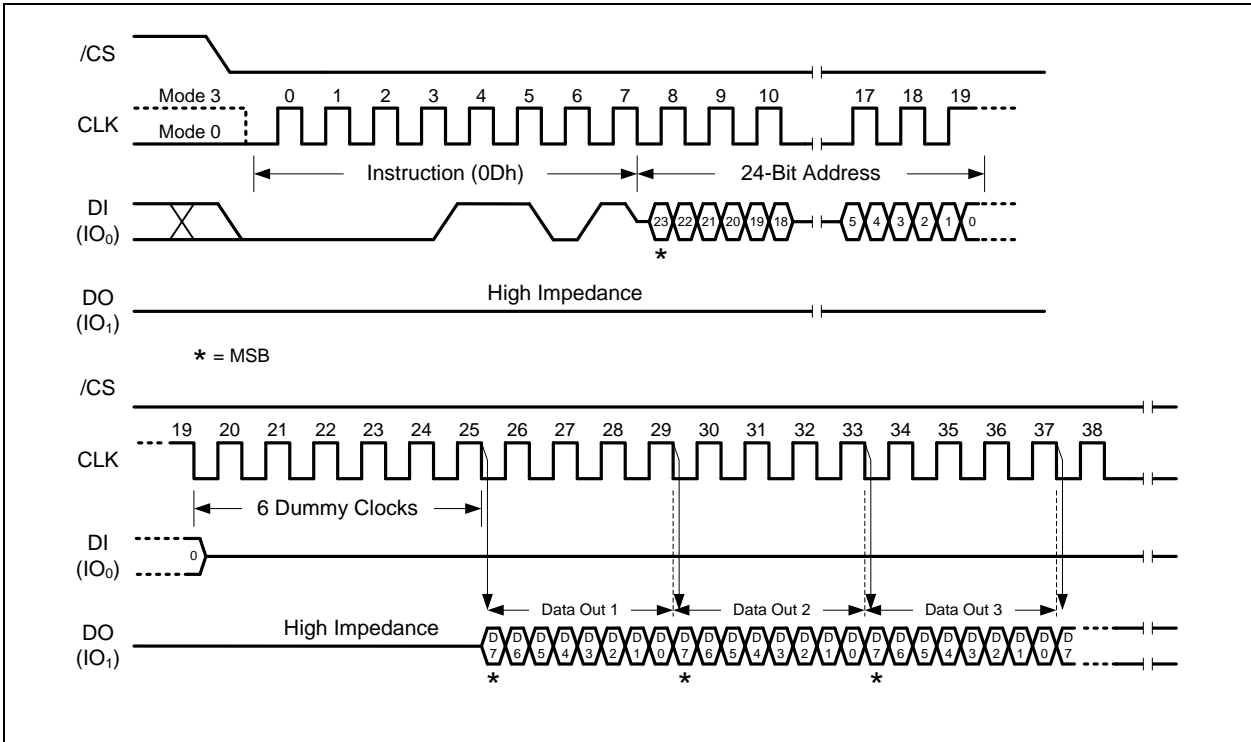 /CS
Mode 3 0 1 2 3 4 5 6 7 8 9 10 17 18 19
CLK
Mode 0
Instruction (0Dh) 24-Bit Address
DI
(IO₀)
23 22 21 20 19 18 5 4 3 2 1 0
*
DO
(IO₁)
High Impedance
* = MSB
/CS
19 20 21 22 23 24 25 26 27 28 29 30 31 32 33 34 35 36 37 38
CLK
6 Dummy Clocks
DI
(IO₀)
0
Data Out 1 Data Out 2 Data Out 3
DO
(IO₁)
High Impedance
D7 D6 D5 D4 D3 D2 D1 D0 D7 D6 D5 D4 D3 D2 D1 D0 D7 D6 D5 D4 D3 D2 D1 D0 D7
* * *